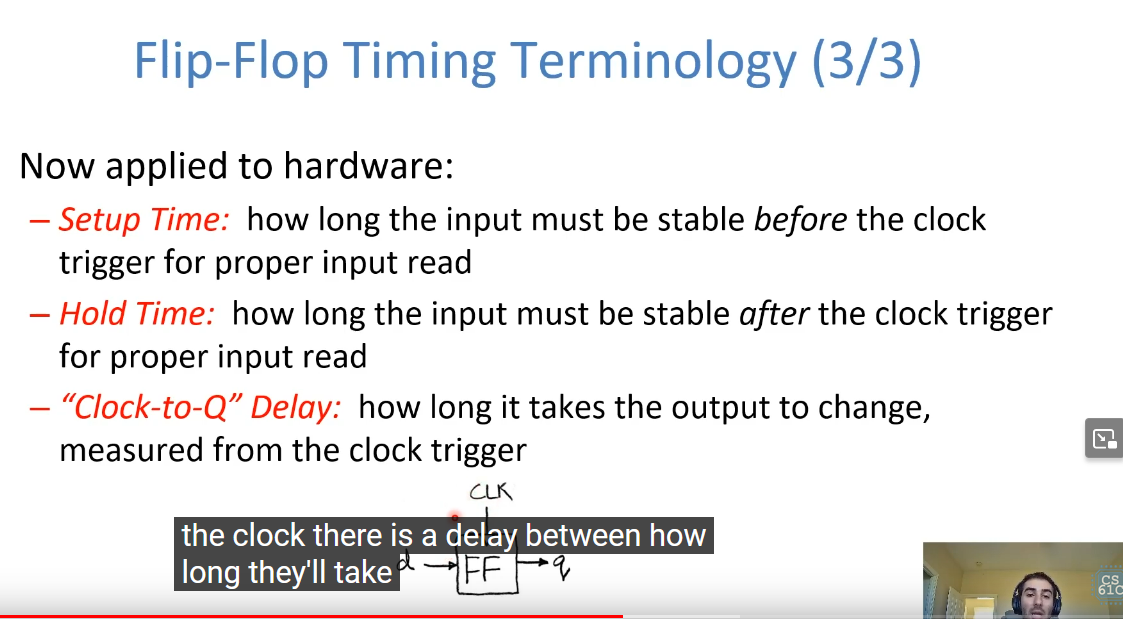 Flip-Flop Timing Terminology (3/3)
Now applied to hardware:
– Setup Time: how long the input must be stable before the clock
trigger for proper input read
– Hold Time: how long the input must be stable after the clock trigger
for proper input read
– “Clock-to-Q” Delay: how long it takes the output to change,
measured from the clock trigger
CLK
the clock there is a delay between how
long they'll take
d FF q
CS
61C